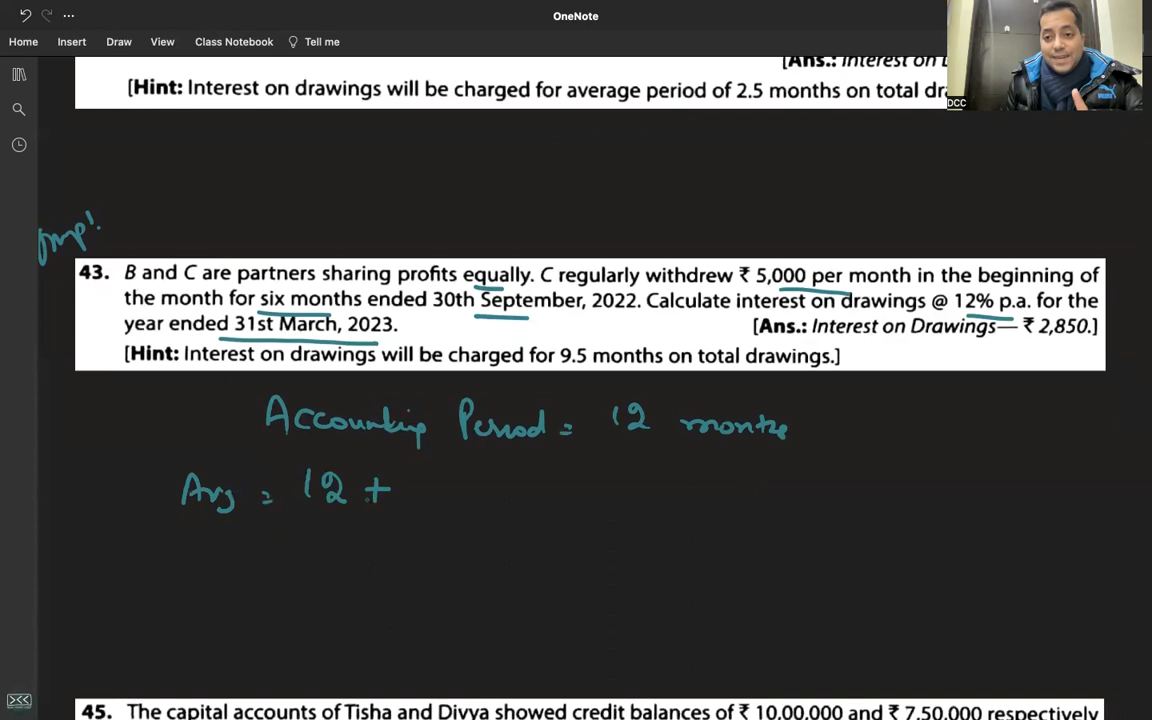 OneNote
Home Insert Draw View Class Notebook Tell me
[Ans.: Interest on D
[Hint: Interest on drawings will be charged for average period of 2.5 months on total dra
DCC
Imp!
43. B and C are partners sharing profits equally. C regularly withdrew ₹ 5,000 per month in the beginning of
the month for six months ended 30th September, 2022. Calculate interest on drawings @ 12% p.a. for the
year ended 31st March, 2023. [Ans.: Interest on Drawings— ₹ 2,850.]
[Hint: Interest on drawings will be charged for 9.5 months on total drawings.]
Accounting Period = 12 months
Avg = 12 +
45. The capital accounts of Tisha and Divya showed credit balances of ₹ 10,00,000 and ₹ 7,50,000 respectively